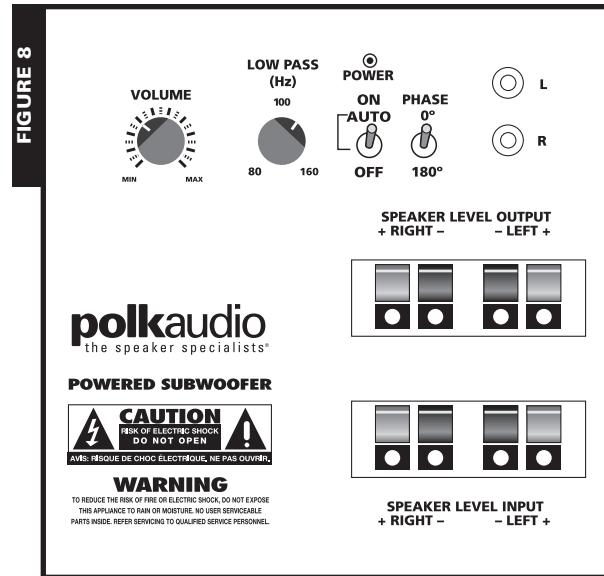 FIGURE 8
VOLUME
MIN MAX
LOW PASS
(Hz)
100
80 160
POWER
ON
AUTO
OFF
PHASE
0°
180°
L
R
SPEAKER LEVEL OUTPUT
+ RIGHT – – LEFT +
polkaudio
the speaker specialists®
POWERED SUBWOOFER
CAUTION
RISK OF ELECTRIC SHOCK
DO NOT OPEN
AVIS: RISQUE DE CHOC ÉLECTRIQUE, NE PAS OUVRIR.
WARNING
TO REDUCE THE RISK OF FIRE OR ELECTRIC SHOCK, DO NOT EXPOSE
THIS APPLIANCE TO RAIN OR MOISTURE. NO USER SERVICEABLE
PARTS INSIDE. REFER SERVICING TO QUALIFIED SERVICE PERSONNEL.
SPEAKER LEVEL INPUT
+ RIGHT – – LEFT +